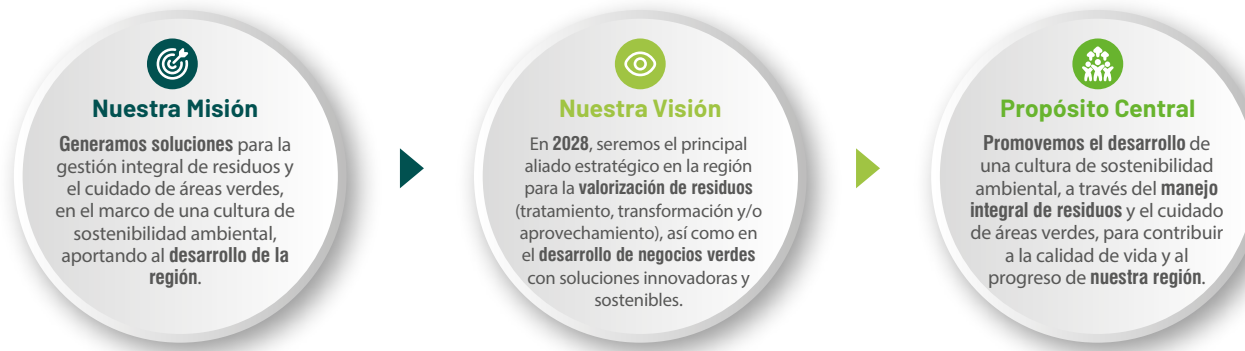 Nuestra Misión
Generamos soluciones para la
gestión integral de residuos y
el cuidado de áreas verdes,
en el marco de una cultura de
sostenibilidad ambiental,
aportando al desarrollo de la
región.
Nuestra Visión
En 2028, seremos el principal
aliado estratégico en la región
para la valorización de residuos
(tratamiento, transformación y/o
aprovechamiento), así como en
el desarrollo de negocios verdes
con soluciones innovadoras y
sostenibles.
Propósito Central
Promovemos el desarrollo de
una cultura de sostenibilidad
ambiental, a través del manejo
integral de residuos y el cuidado
de áreas verdes, para contribuir
a la calidad de vida y al
progreso de nuestra región.